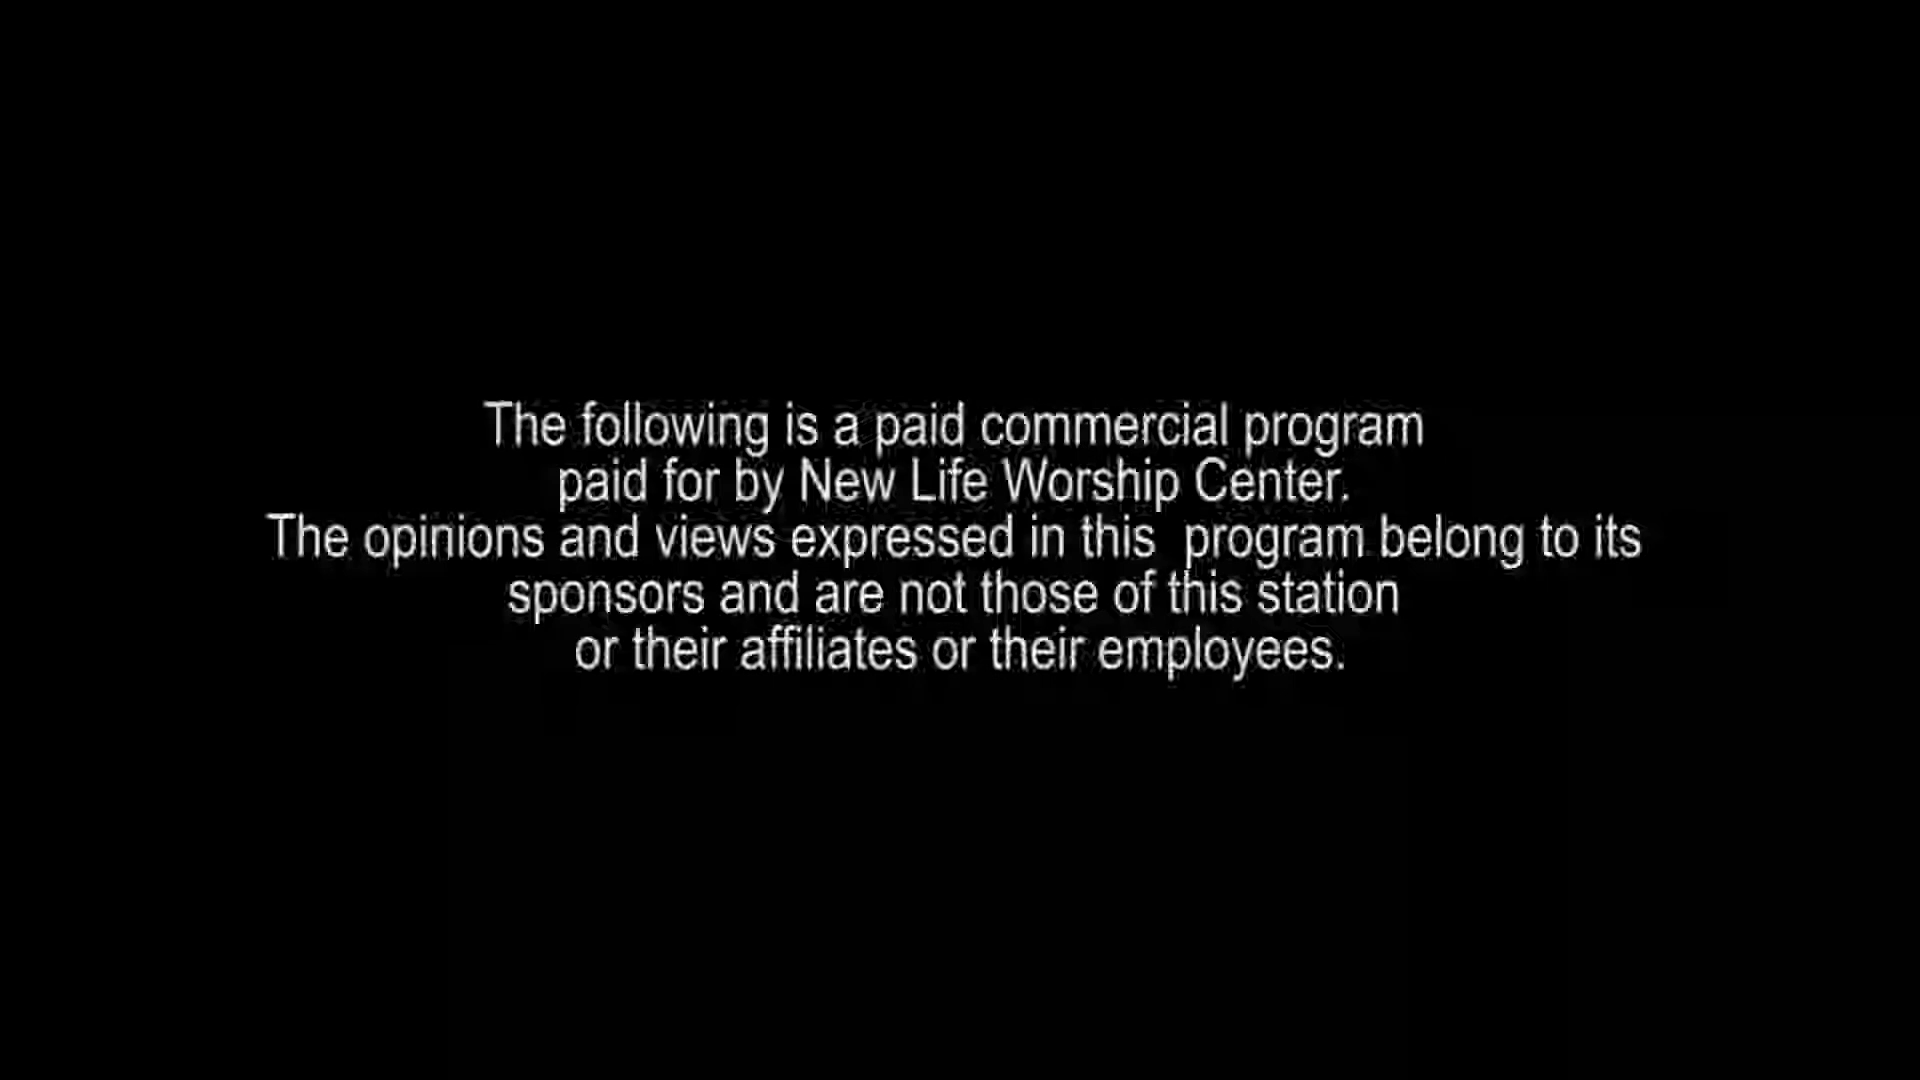 The following is a paid commercial program
paid for by New Life Worship Center.
The opinions and views expressed in this  program belong to its
sponsors and are not those of this station
or their affiliates or their employees.